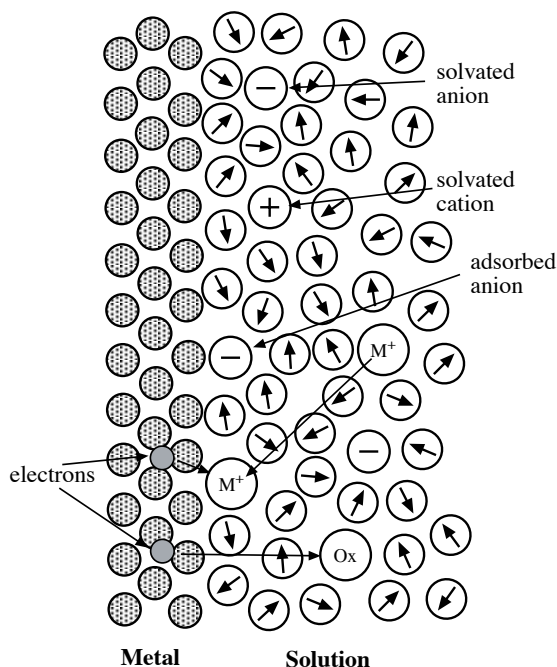 solvated
anion
solvated
cation
adsorbed
anion
M⁺
electrons
M⁺
Ox
Metal
Solution